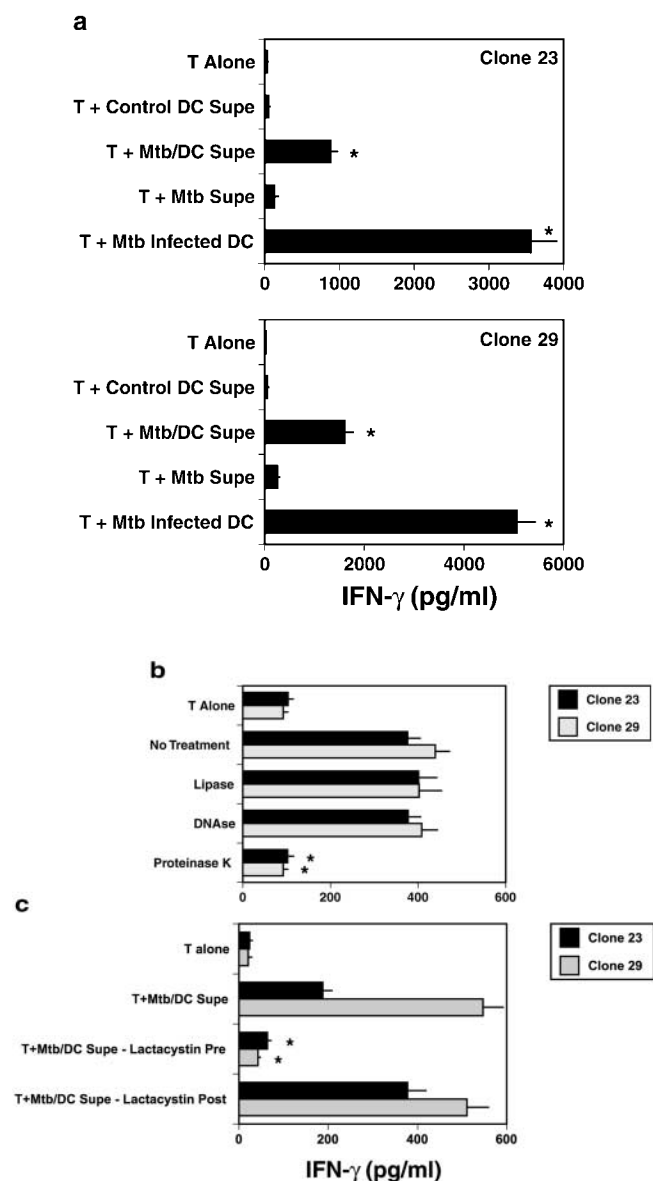 a
Clone 23
T Alone
T + Control DC Supe
T + Mtb/DC Supe
*
T + Mtb Supe
T + Mtb Infected DC
*
0 1000 2000 3000 4000
Clone 29
T Alone
T + Control DC Supe
T + Mtb/DC Supe
*
T + Mtb Supe
T + Mtb Infected DC
*
0 2000 4000 6000
IFN-γ (pg/ml)
b
Clone 23
Clone 29
T Alone
No Treatment
Lipase
DNAse
Proteinase K
*
*
0 200 400 600
c
Clone 23
Clone 29
T alone
T+Mtb/DC Supe
T+Mtb/DC Supe - Lactacystin Pre
*
*
T+Mtb/DC Supe - Lactacystin Post
0 200 400 600
IFN-γ (pg/ml)